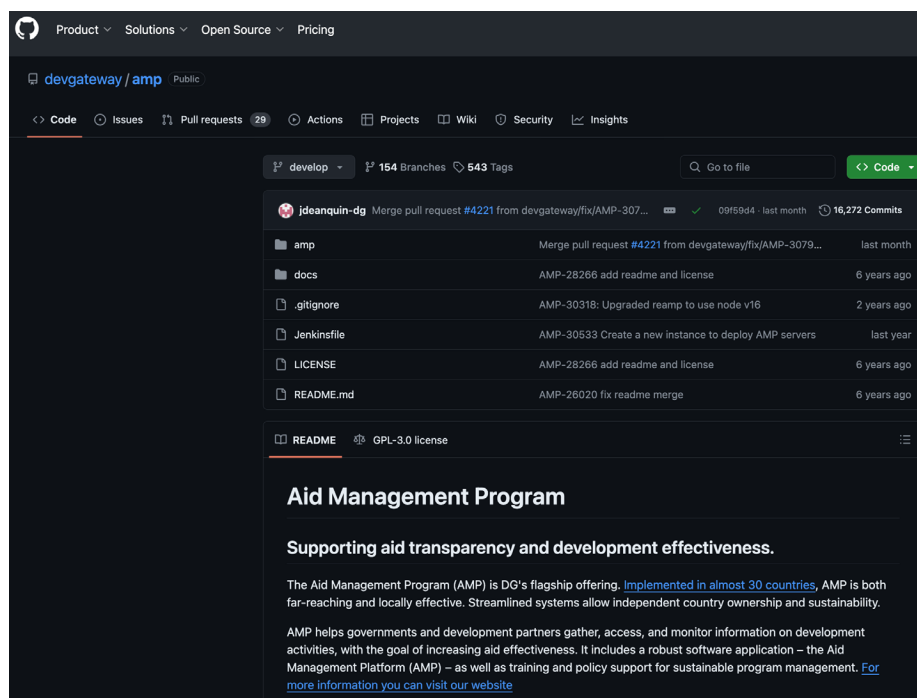 Product Solutions Open Source Pricing
devgateway / amp Public
Code Issues Pull requests 29 Actions Projects Wiki Security Insights
develop 154 Branches 543 Tags Go to file Code
jdeanquin-dg Merge pull request #4221 from devgateway/fix/AMP-307... 09f59d4 · last month 16,272 Commits
amp Merge pull request #4221 from devgateway/fix/AMP-3079... last month
docs AMP-28266 add readme and license 6 years ago
.gitignore AMP-30318: Upgraded reamp to use node v16 2 years ago
Jenkinsfile AMP-30533 Create a new instance to deploy AMP servers last year
LICENSE AMP-28266 add readme and license 6 years ago
README.md AMP-26020 fix readme merge 6 years ago
README GPL-3.0 license
Aid Management Program
Supporting aid transparency and development effectiveness.
The Aid Management Program (AMP) is DG's flagship offering. Implemented in almost 30 countries, AMP is both
far-reaching and locally effective. Streamlined systems allow independent country ownership and sustainability.
AMP helps governments and development partners gather, access, and monitor information on development
activities, with the goal of increasing aid effectiveness. It includes a robust software application – the Aid
Management Platform (AMP) – as well as training and policy support for sustainable program management. For
more information you can visit our website